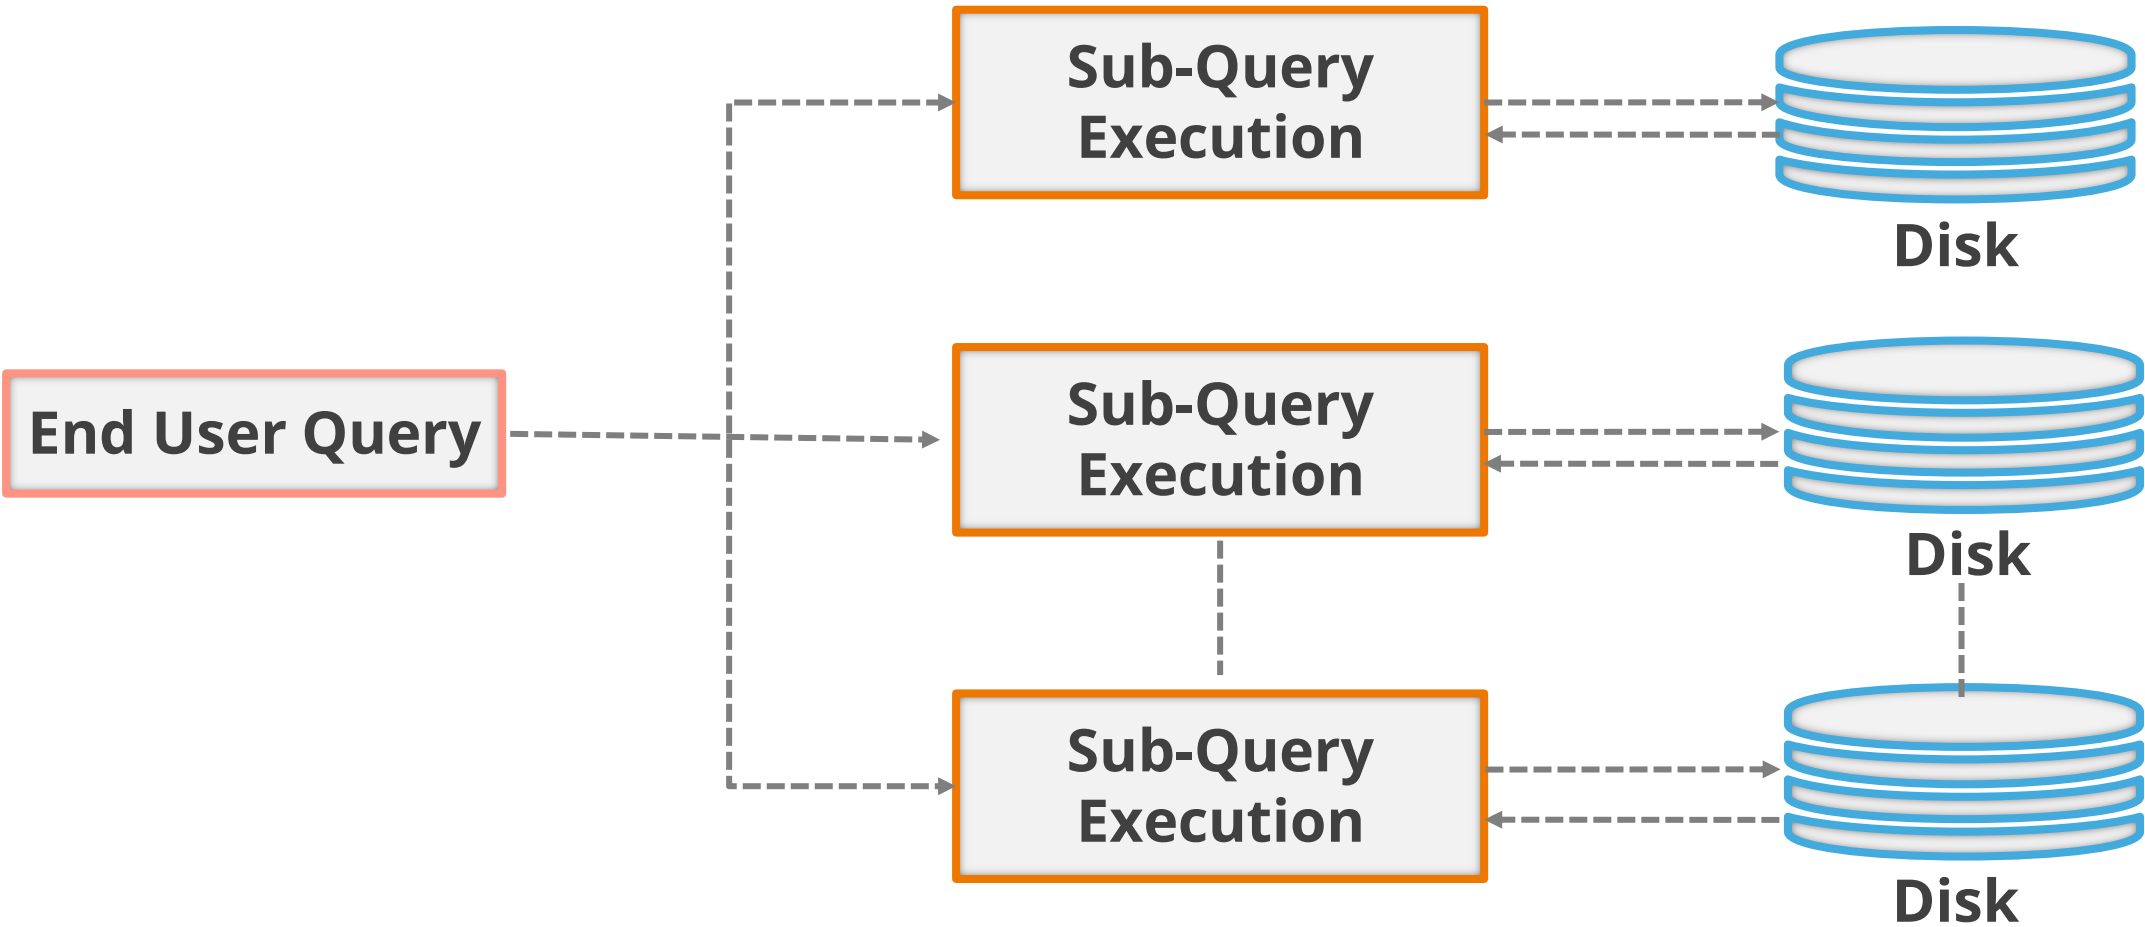 Sub-Query
Execution
Disk
End User Query
Sub-Query
Execution
Disk
Sub-Query
Execution
Disk